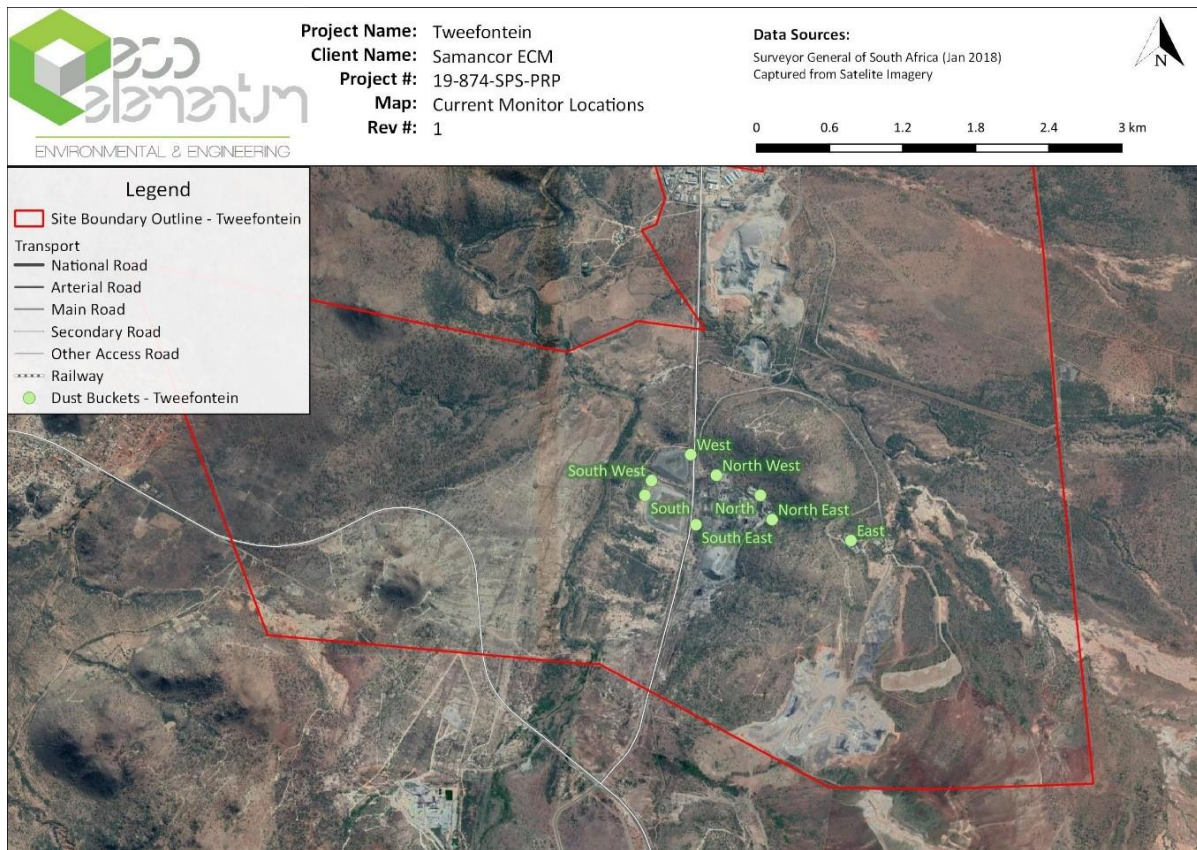 eco
elementum
ENVIRONMENTAL & ENGINEERING
Project Name: Tweefontein
Client Name: Samancor ECM
Project #: 19-874-SPS-PRP
Map: Current Monitor Locations
Rev #: 1
Data Sources:
Surveyor General of South Africa (Jan 2018)
Captured from Satelite Imagery
N
0 0.6 1.2 1.8 2.4 3 km
Legend
Site Boundary Outline - Tweefontein
Transport
National Road
Arterial Road
Main Road
Secondary Road
Other Access Road
Railway
Dust Buckets - Tweefontein
West
South West
North West
South
North
North East
South East
East